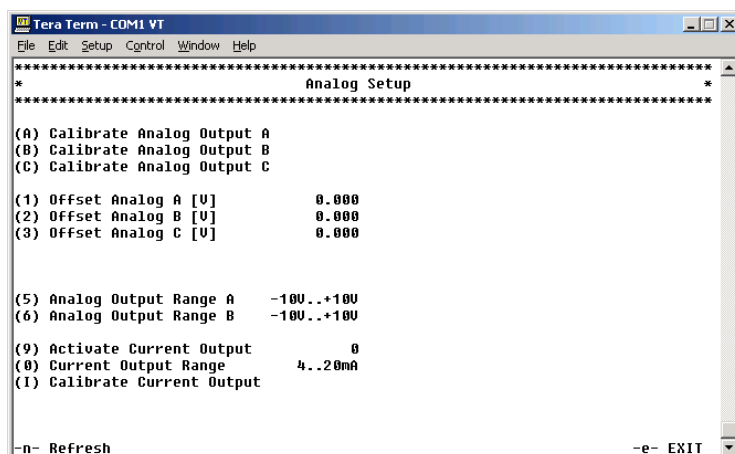 Tera Term - COM1 VT
File Edit Setup Control Window Help
********************************************************************************
* Analog Setup *
********************************************************************************
(A) Calibrate Analog Output A
(B) Calibrate Analog Output B
(C) Calibrate Analog Output C
(1) Offset Analog A [V] 0.000
(2) Offset Analog B [V] 0.000
(3) Offset Analog C [V] 0.000
(5) Analog Output Range A -10V..+10V
(6) Analog Output Range B -10V..+10V
(9) Activate Current Output 0
(0) Current Output Range 4..20mA
(I) Calibrate Current Output
-n- Refresh -e- EXIT